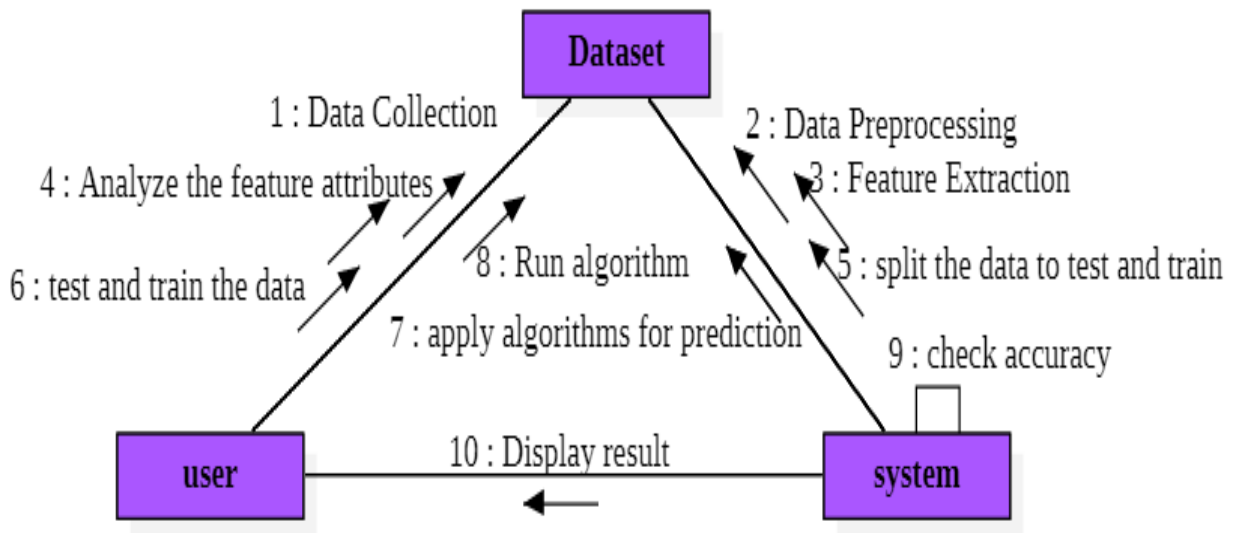 Dataset
1 : Data Collection
2 : Data Preprocessing
4 : Analyze the feature attributes
3 : Feature Extraction
8 : Run algorithm
5 : split the data to test and train
6 : test and train the data
7 : apply algorithms for prediction
9 : check accuracy
10 : Display result
user
system